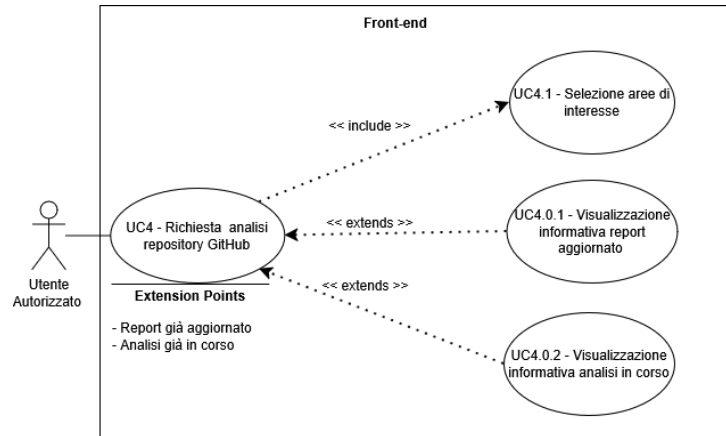 Front-end
UC4.1 - Selezione aree di
interesse
<< include >>
UC4 - Richiesta analisi
repository GitHub
<< extends >>
UC4.0.1 - Visualizzazione
informativa report
aggiornato
Utente
Autorizzato
Extension Points
- Report già aggiornato
- Analisi già in corso
<< extends >>
UC4.0.2 - Visualizzazione
informativa analisi in corso